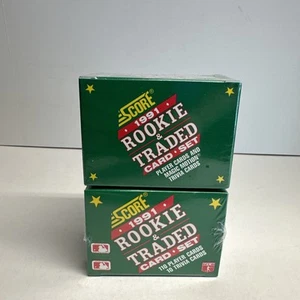 SCORE
1991
ROOKIE
&
TRADED
CARD • SET
PLAYER CARDS AND
MAGIC MOTION
TRIVIA CARDS
SCORE
1991
ROOKIE
&
TRADED
CARD • SET
110 PLAYER CARDS
10 TRIVIA CARDS